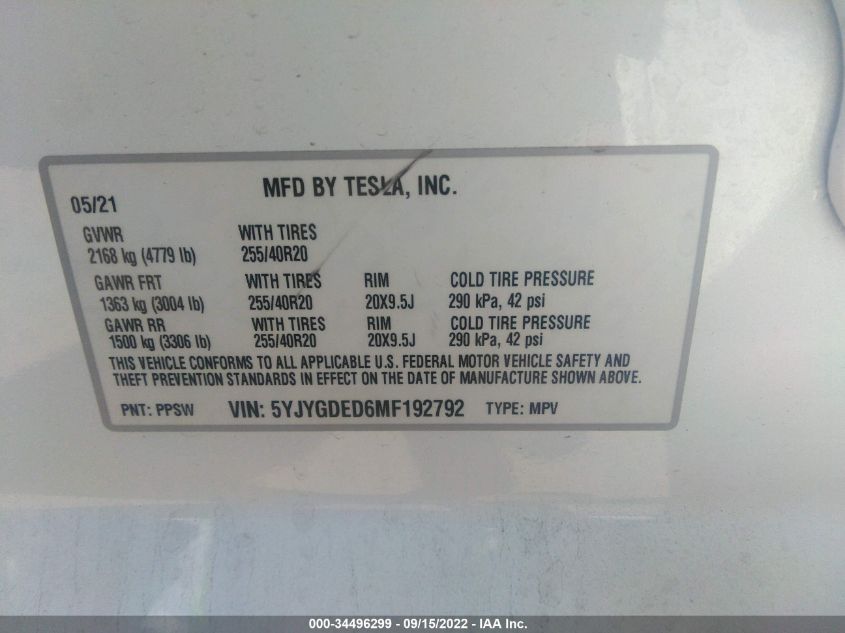 MFD BY TESLA, INC.
05/21
GVWR WITH TIRES
2168 kg (4779 lb) 255/40R20
GAWR FRT WITH TIRES RIM COLD TIRE PRESSURE
1363 kg (3004 lb) 255/40R20 20X9.5J 290 kPa, 42 psi
GAWR RR WITH TIRES RIM COLD TIRE PRESSURE
1500 kg (3306 lb) 255/40R20 20X9.5J 290 kPa, 42 psi
THIS VEHICLE CONFORMS TO ALL APPLICABLE U.S. FEDERAL MOTOR VEHICLE SAFETY AND
THEFT PREVENTION STANDARDS IN EFFECT ON THE DATE OF MANUFACTURE SHOWN ABOVE.
PNT: PPSW VIN: 5YJYGDED6MF192792 TYPE: MPV
000-34496299 - 09/15/2022 - IAA Inc.